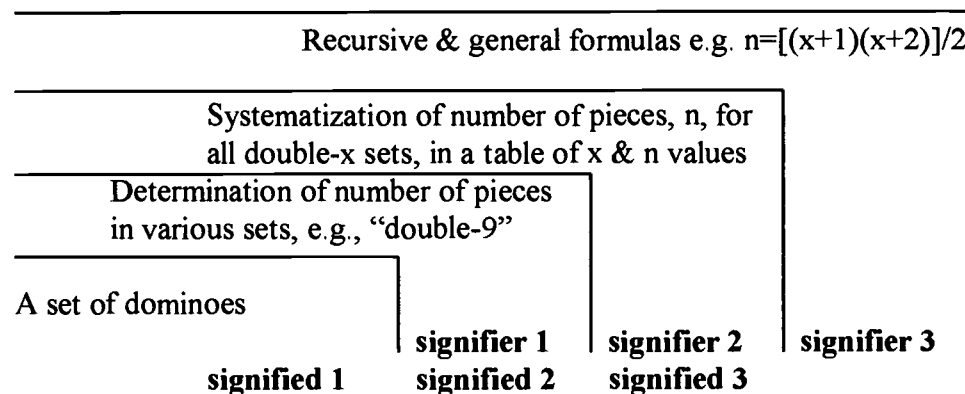 Recursive & general formulas e.g. n=[(x+1)(x+2)]/2
Systematization of number of pieces, n, for
all double-x sets, in a table of x & n values
Determination of number of pieces
in various sets, e.g., “double-9”
A set of dominoes
signifier 1 signifier 2 signifier 3
signified 1 signified 2 signified 3